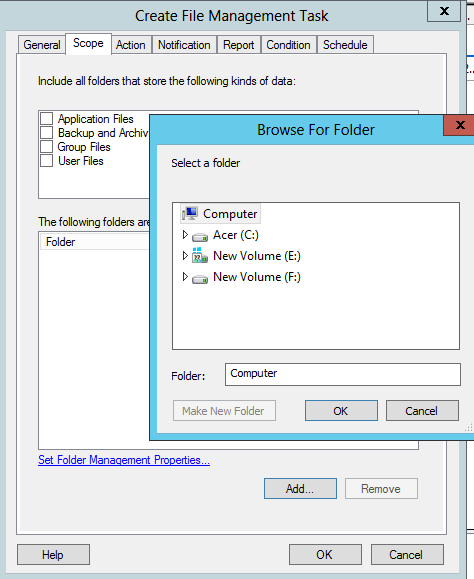 Create File Management Task
X
General Scope Action Notification Report Condition Schedule
Include all folders that store the following kinds of data:
Application Files
Backup and Archiv
Group Files
User Files
The following folders are
Folder
Set Folder Management Properties...
Add... Remove
Help OK Cancel
Browse For Folder
X
Select a folder
Computer
Acer (C:)
New Volume (E:)
New Volume (F:)
Folder: Computer
Make New Folder OK Cancel